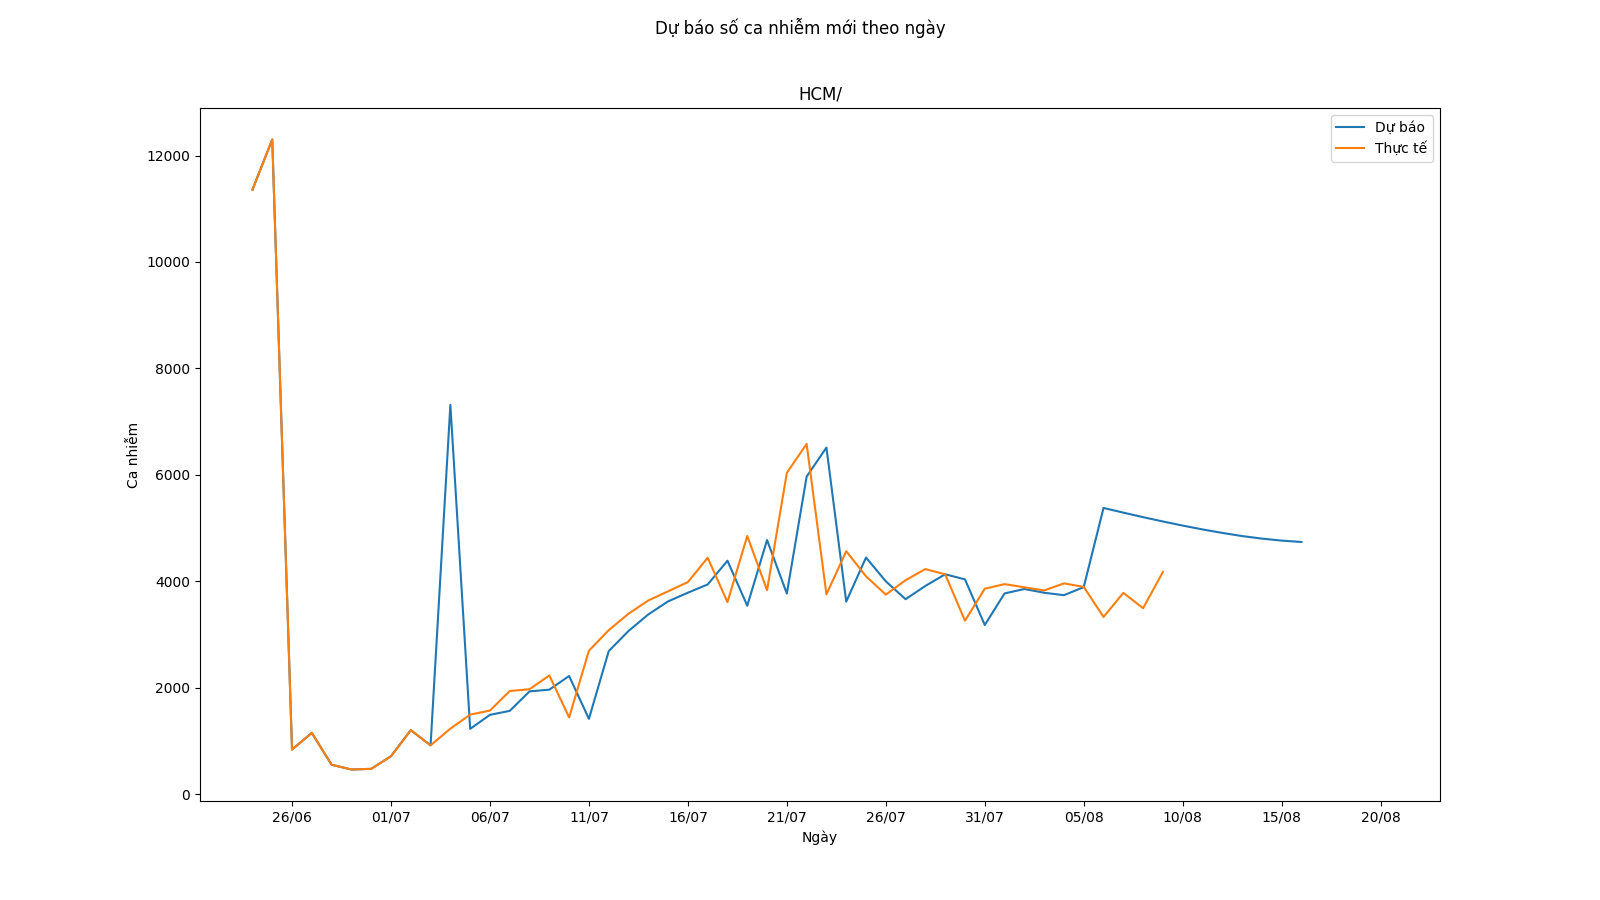 Dự báo số ca nhiễm mới theo ngày
HCM/
Dự báo
Thực tế
12000
10000
8000
6000
4000
2000
0
Ca nhiễm
26/06 01/07 06/07 11/07 16/07 21/07 26/07 31/07 05/08 10/08 15/08 20/08
Ngày